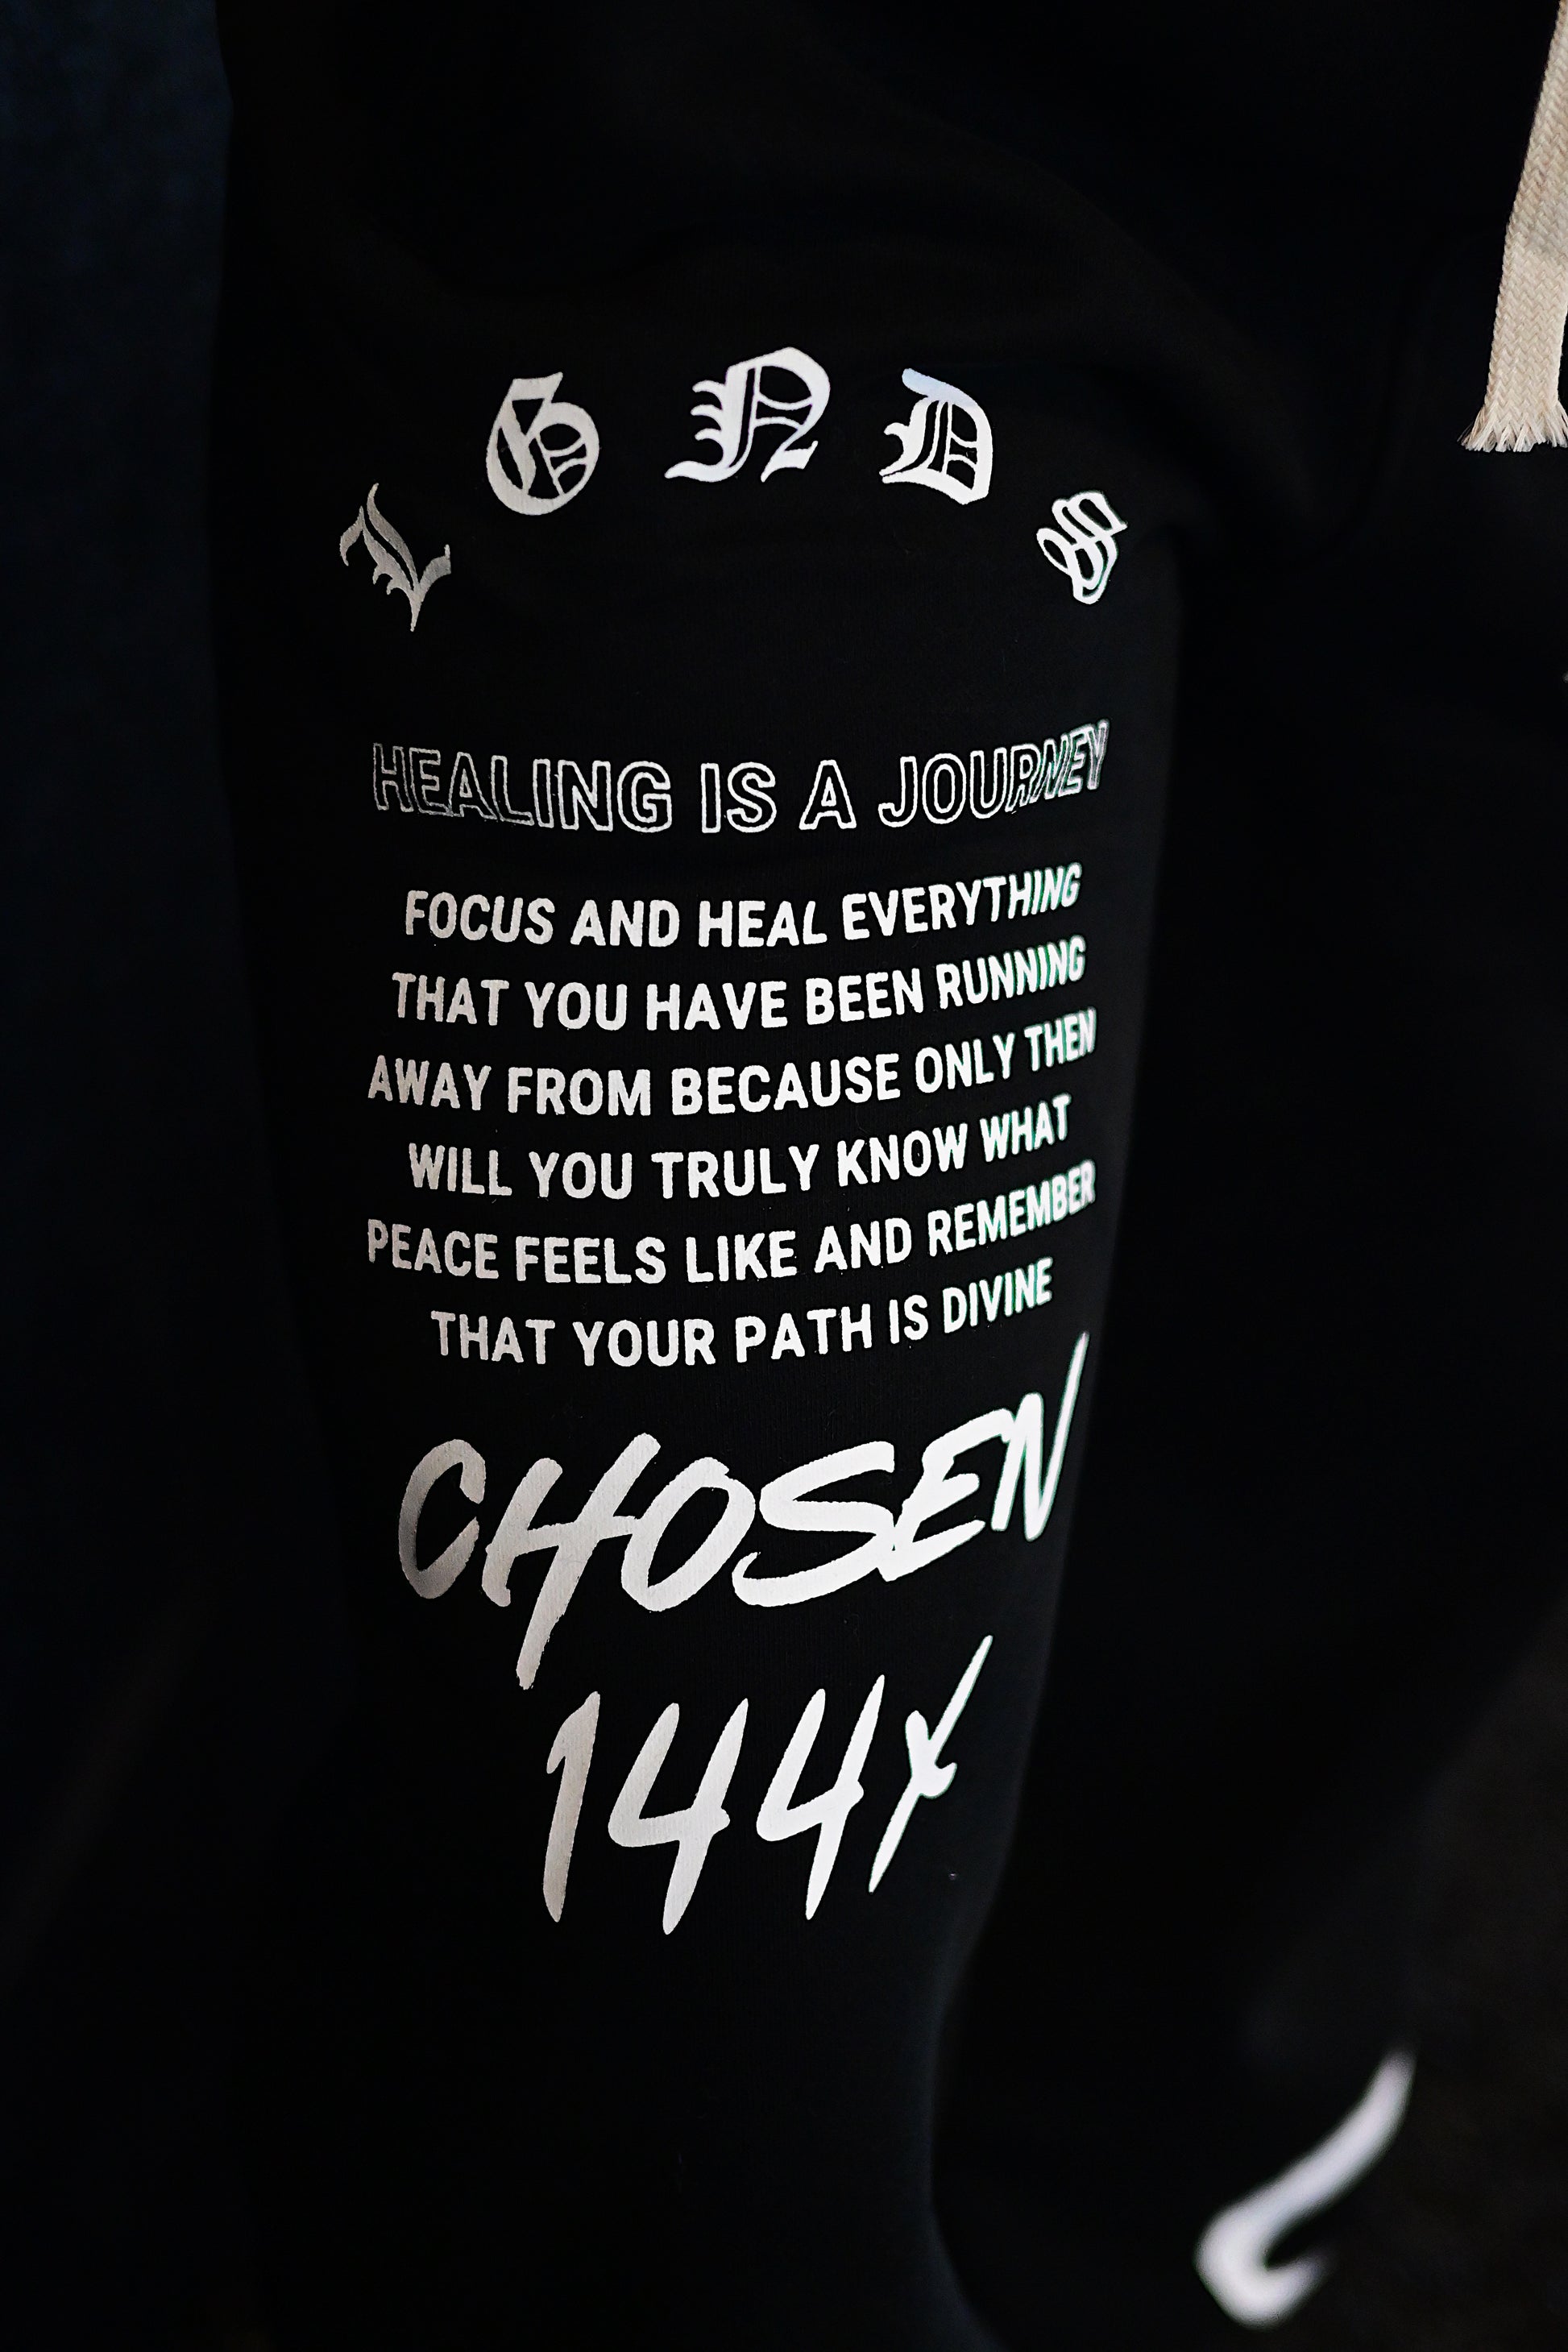 LGNDS
HEALING IS A JOURNEY
FOCUS AND HEAL EVERYTHING
THAT YOU HAVE BEEN RUNNING
AWAY FROM BECAUSE ONLY THEN
WILL YOU TRULY KNOW WHAT
PEACE FEELS LIKE AND REMEMBER
THAT YOUR PATH IS DIVINE
CHOSEN
144X